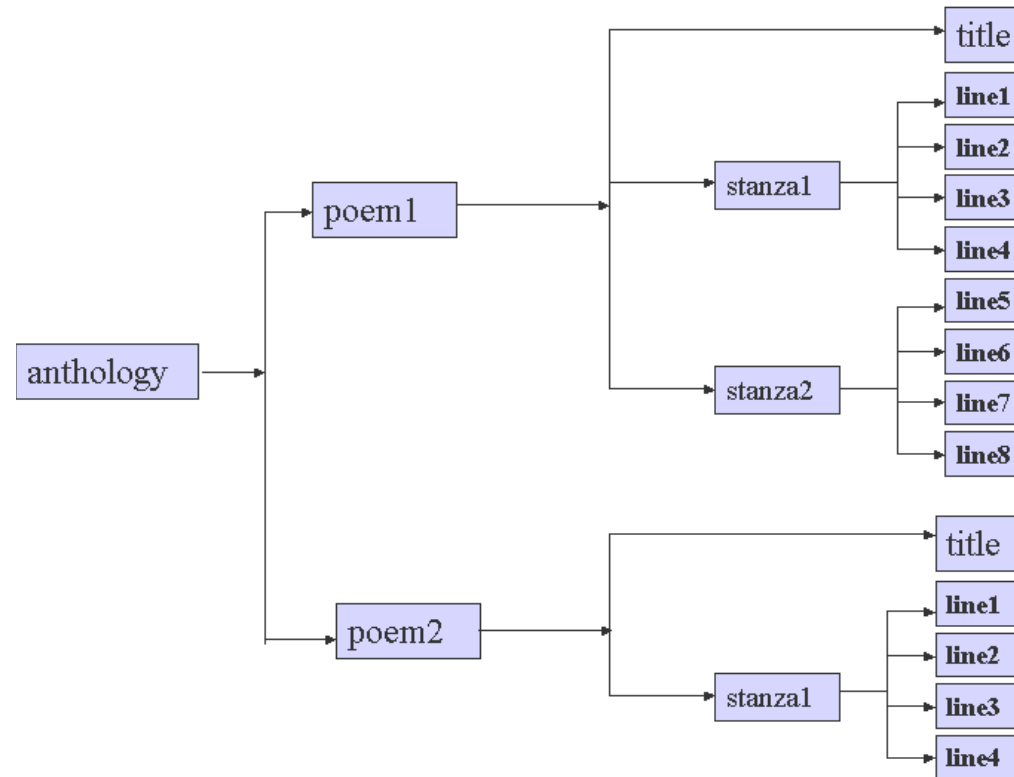 title
line1
line2
stanza1
line3
poem1
line4
line5
anthology
line6
stanza2
line7
line8
title
line1
poem2
line2
stanza1
line3
line4